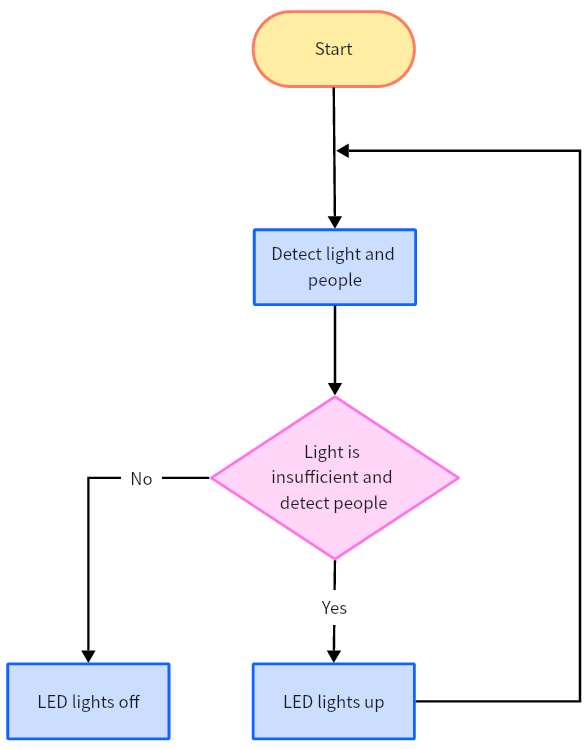 Start
Detect light and
people
Light is
insufficient and
detect people
No
Yes
LED lights off
LED lights up